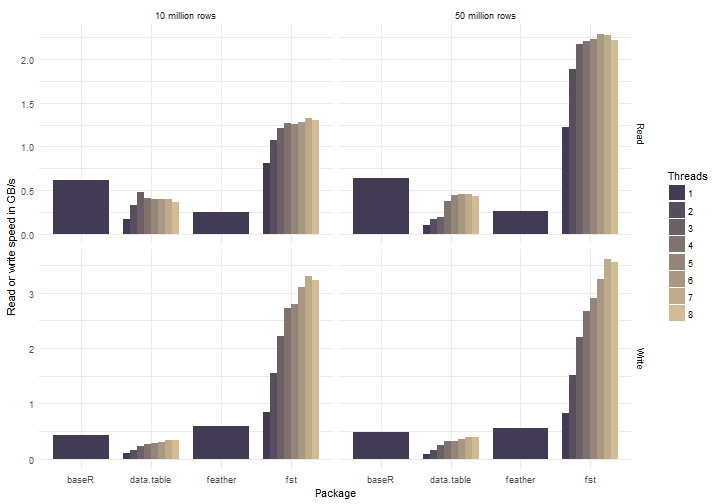 10 million rows
50 million rows
2.0
1.5
1.0
0.5
0.0
Read
3
2
1
0
Write
baseR
data.table
feather
fst
baseR
data.table
feather
fst
Package
Read or write speed in GB/s
Threads
1
2
3
4
5
6
7
8